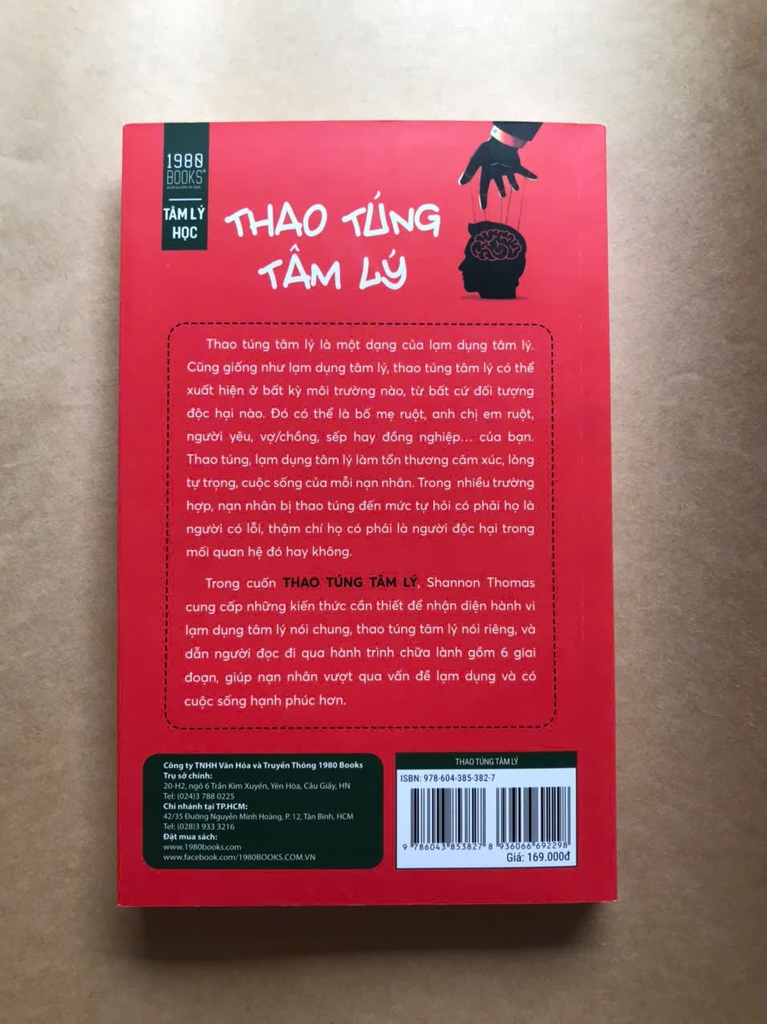 1980
BOOKS®
TÂM LÝ
HỌC
THAO TÚNG
TÂM LÝ
Thao túng tâm lý là một dạng của lạm dụng tâm lý.
Cũng giống như lạm dụng tâm lý, thao túng tâm lý có thể
xuất hiện ở bất kỳ môi trường nào, từ bất cứ đối tượng
độc hại nào. Đó có thể là bố mẹ ruột, anh chị em ruột,
người yêu, vợ/chồng, sếp hay đồng nghiệp... của bạn.
Thao túng, lạm dụng tâm lý làm tổn thương cảm xúc, lòng
tự trọng, cuộc sống của mỗi nạn nhân. Trong nhiều trường
hợp, nạn nhân bị thao túng đến mức tự hỏi có phải họ là
người có lỗi, thậm chí họ có phải là người độc hại trong
mối quan hệ đó hay không.
Trong cuốn THAO TÚNG TÂM LÝ, Shannon Thomas
cung cấp những kiến thức cần thiết để nhận diện hành vi
lạm dụng tâm lý nói chung, thao túng tâm lý nói riêng, và
dẫn người đọc đi qua hành trình chữa lành gồm 6 giai
đoạn, giúp nạn nhân vượt qua vấn đề lạm dụng và có
cuộc sống hạnh phúc hơn.
Công ty TNHH Văn Hóa và Truyền Thông 1980 Books
Trụ sở chính:
20-H2, ngõ 6 Trần Kim Xuyến, Yên Hòa, Cầu Giấy, HN
Tel: (024)3 788 0225
Chi nhánh tại TP.HCM:
42/35 Đường Nguyễn Minh Hoàng, P. 12, Tân Bình, HCM
Tel: (028)3 933 3216
Đặt mua sách:
www.1980books.com
www.facebook.com/1980BOOKS.COM.VN
THAO TÚNG TÂM LÝ
ISBN: 978-604-385-382-7
9 786043 853827 8 936066 692298
Giá: 169.000đ